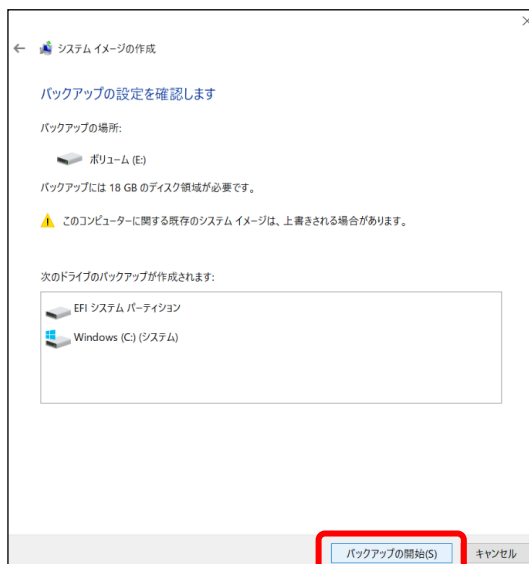 システム イメージの作成
バックアップの設定を確認します
バックアップの場所:
ボリューム (E:)
バックアップには 18 GB のディスク領域が必要です。
このコンピューターに関する既存のシステム イメージは、上書きされる場合があります。
次のドライブのバックアップが作成されます:
EFI システム パーティション
Windows (C:) (システム)
バックアップの開始(S) キャンセル